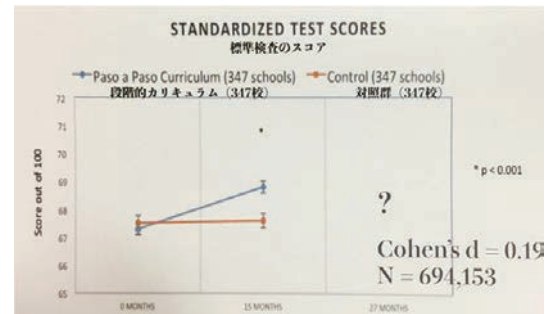 STANDARDIZED TEST SCORES
標準検査のスコア
Paso a Paso Curriculum (347 schools) Control (347 schools)
段階的カリキュラム（347校） 対照群（347校）
72
71
70
69
68
67
66
65
Score out of 100
* p < 0.001
?
Cohen's d = 0.19
N = 694,153
0 MONTHS 15 MONTHS 27 MONTHS